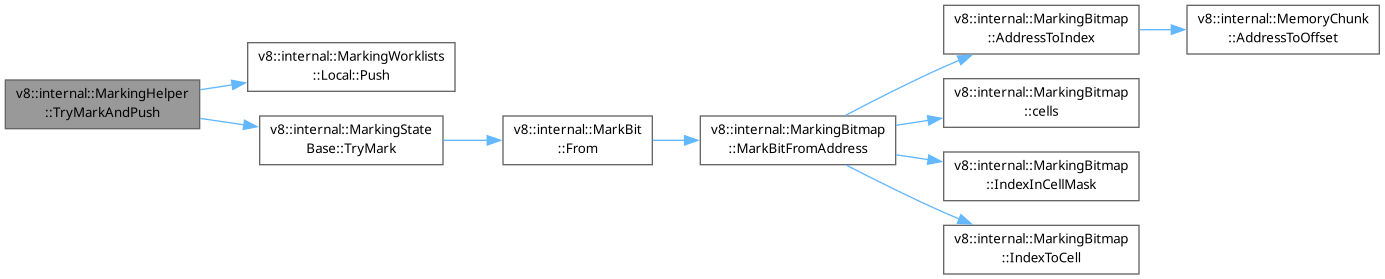 v8::internal::MarkingHelper
::TryMarkAndPush
v8::internal::MarkingWorklists
::Local::Push
v8::internal::MarkingState
Base::TryMark
v8::internal::MarkBit
::From
v8::internal::MarkingBitmap
::MarkBitFromAddress
v8::internal::MarkingBitmap
::AddressToIndex
v8::internal::MemoryChunk
::AddressToOffset
v8::internal::MarkingBitmap
::cells
v8::internal::MarkingBitmap
::IndexInCellMask
v8::internal::MarkingBitmap
::IndexToCell